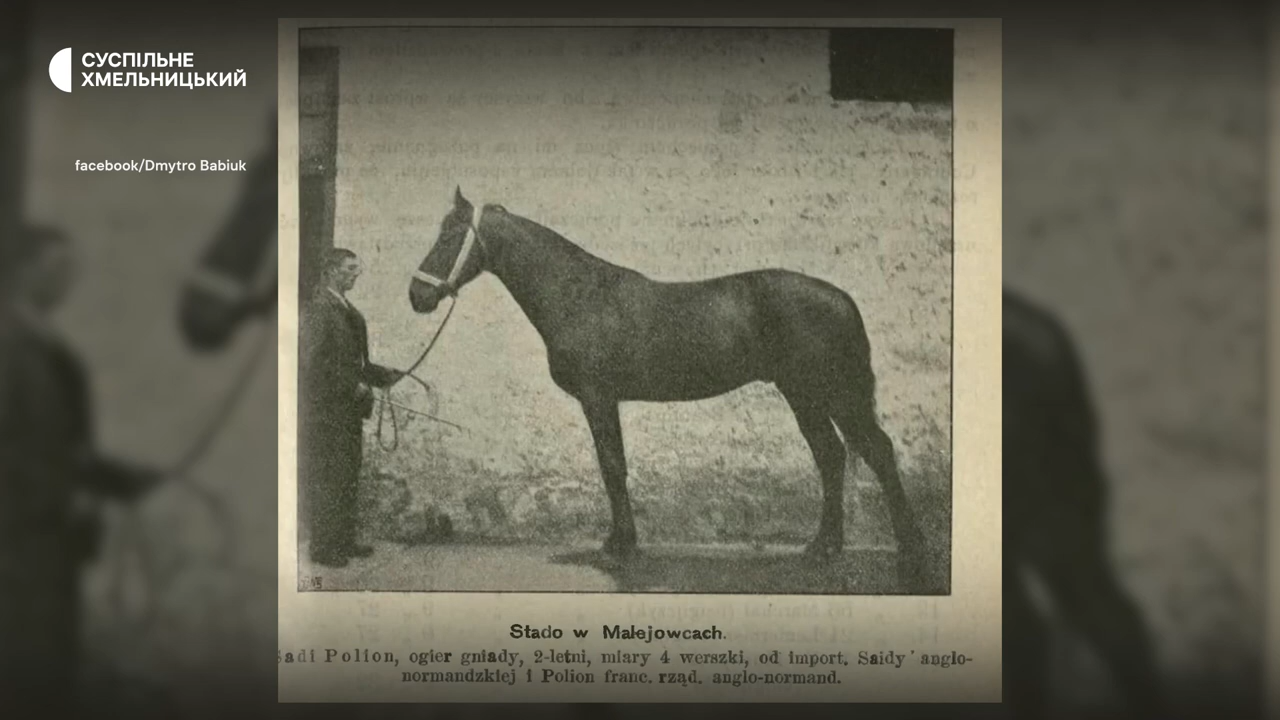 СУСПІЛЬНЕ
ХМЕЛЬНИЦЬКИЙ
facebook/Dmytro Babiuk
Stado w Malejowcach.
Sadi Polion, ogier gniady, 2-letni, miary 4 werszki, od import. Saidy anglo-
normandzkiej i Polion franc. rząd. anglo-normand.